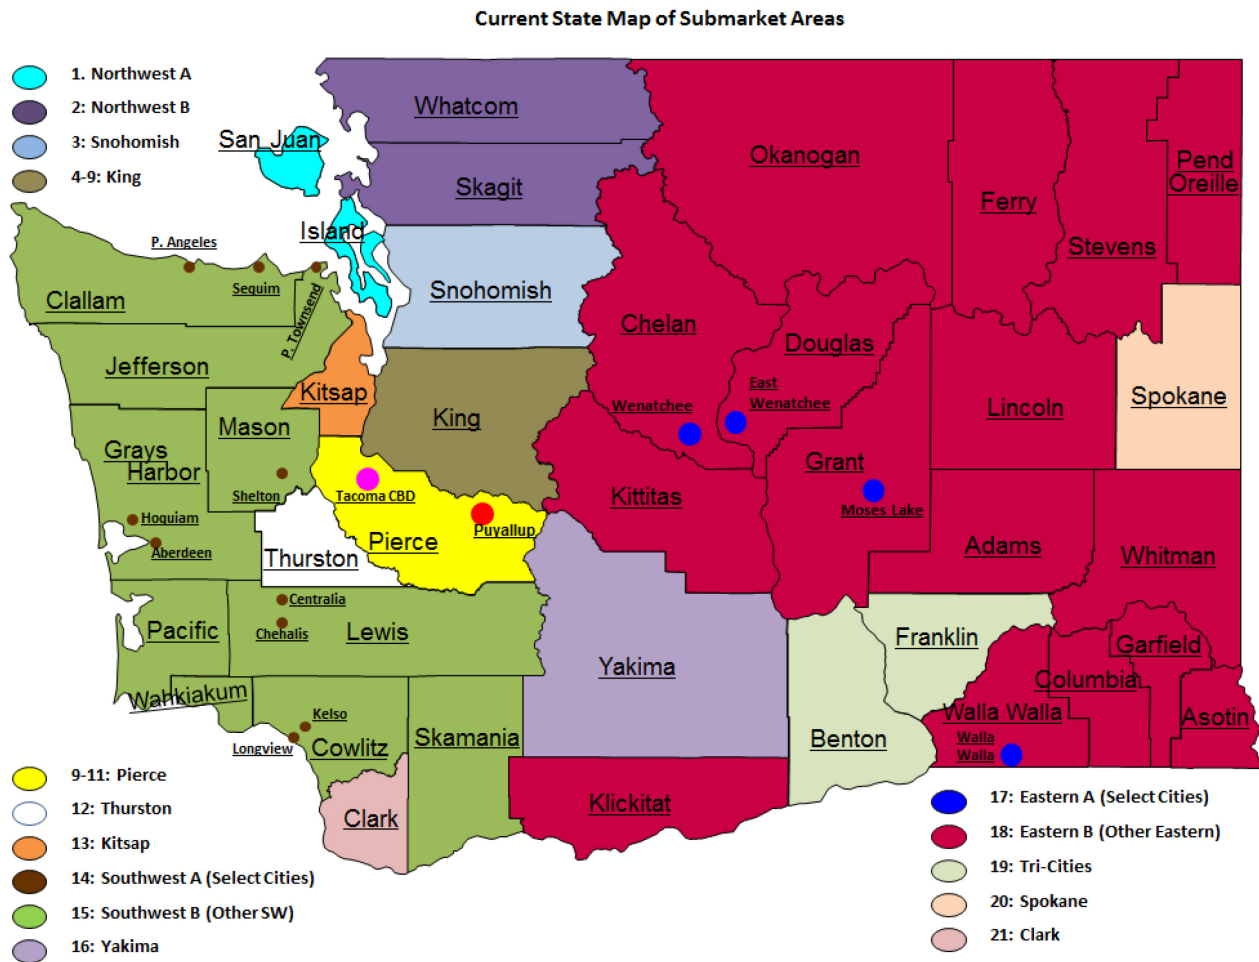 Current State Map of Submarket Areas
1. Northwest A
2: Northwest B
3: Snohomish
4-9: King
San Juan
Whatcom
Skagit
Island
Okanogan
Ferry
Pend
Oreille
Stevens
P. Angeles
Sequim
P. Townsend
Clallam
Snohomish
Chelan
Douglas
Jefferson
Kitsap
King
Wenatchee
East
Wenatchee
Lincoln
Spokane
Mason
Grays
Harbor
Shelton
Tacoma CBD
Puyallup
Kittitas
Grant
Moses Lake
Hoquiam
Aberdeen
Thurston
Pierce
Adams
Whitman
Centralia
Chehalis
Pacific
Lewis
Yakima
Franklin
Garfield
Columbia
Wahkiakum
Kelso
Longview
Cowlitz
Skamania
Benton
Walla Walla
Walla
Walla
Asotin
Clark
Klickitat
9-11: Pierce
12: Thurston
13: Kitsap
14: Southwest A (Select Cities)
15: Southwest B (Other SW)
16: Yakima
17: Eastern A (Select Cities)
18: Eastern B (Other Eastern)
19: Tri-Cities
20: Spokane
21: Clark